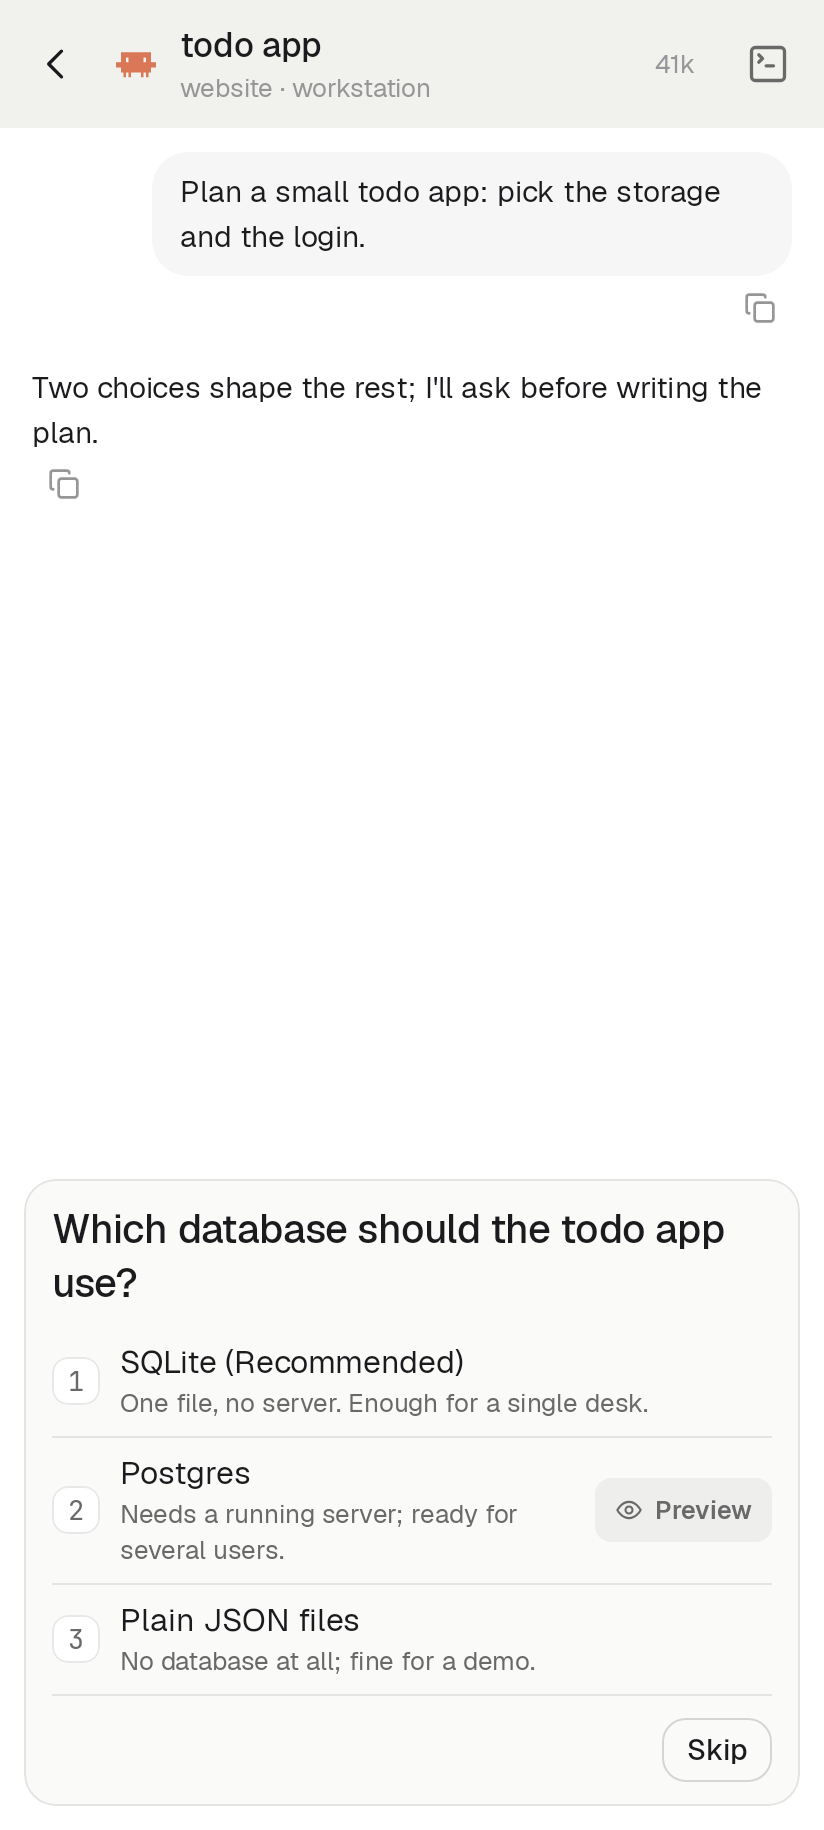 todo app
website · workstation
41k
Plan a small todo app: pick the storage
and the login.
Two choices shape the rest; I'll ask before writing the
plan.
Which database should the todo app
use?
1
SQLite (Recommended)
One file, no server. Enough for a single desk.
2
Postgres
Needs a running server; ready for
several users.
Preview
3
Plain JSON files
No database at all; fine for a demo.
Skip